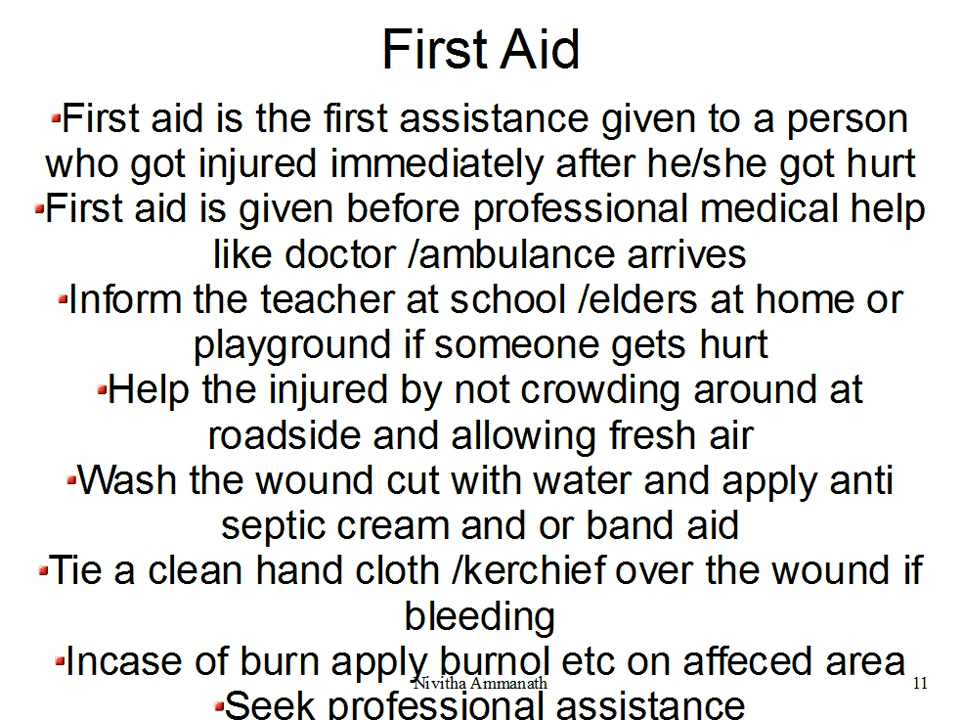 First Aid
First aid is the first assistance given to a person
who got injured immediately after he/she got hurt
First aid is given before professional medical help
like doctor /ambulance arrives
Inform the teacher at school /elders at home or
playground if someone gets hurt
Help the injured by not crowding around at
roadside and allowing fresh air
Wash the wound cut with water and apply anti
septic cream and or band aid
Tie a clean hand cloth /kerchief over the wound if
bleeding
Incase of burn apply burnol etc on affeced area
Nivitha Ammanath
11
Seek professional assistance